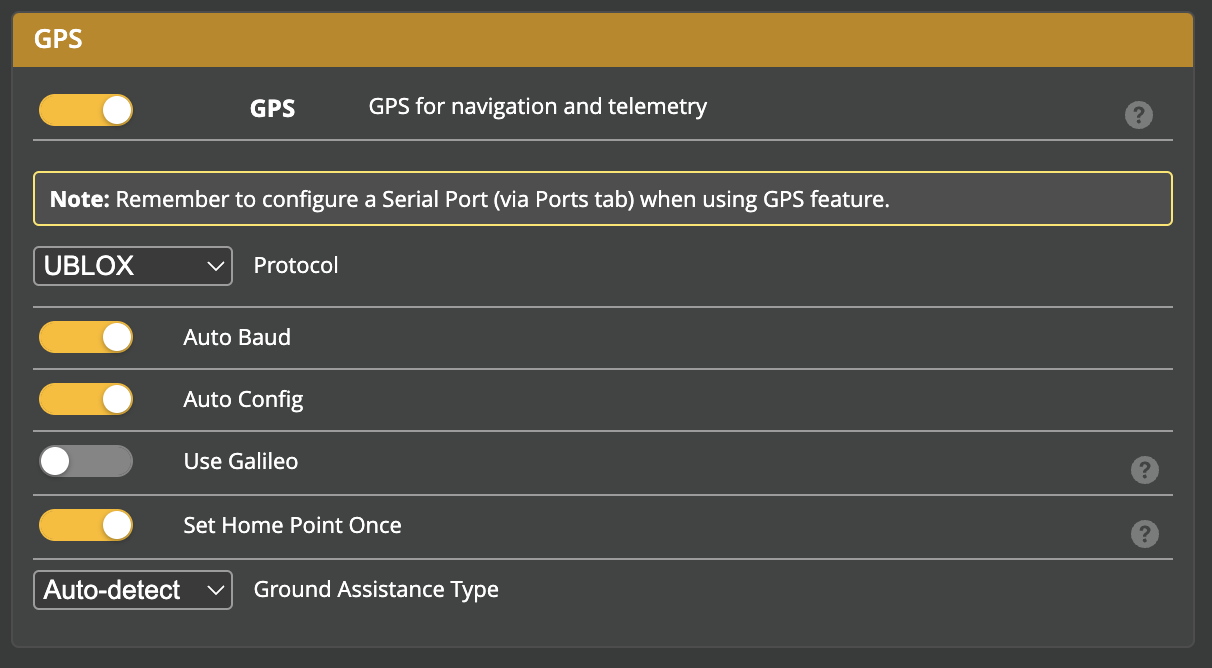 GPS
GPS GPS for navigation and telemetry ?
Note: Remember to configure a Serial Port (via Ports tab) when using GPS feature.
UBLOX Protocol
Auto Baud
Auto Config
Use Galileo ?
Set Home Point Once ?
Auto-detect Ground Assistance Type